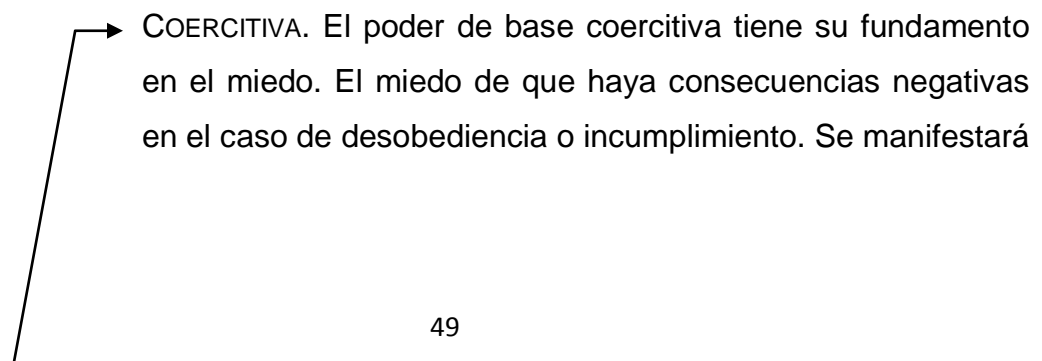 COERCITIVA. El poder de base coercitiva tiene su fundamento
en el miedo. El miedo de que haya consecuencias negativas
en el caso de desobediencia o incumplimiento. Se manifestará
49